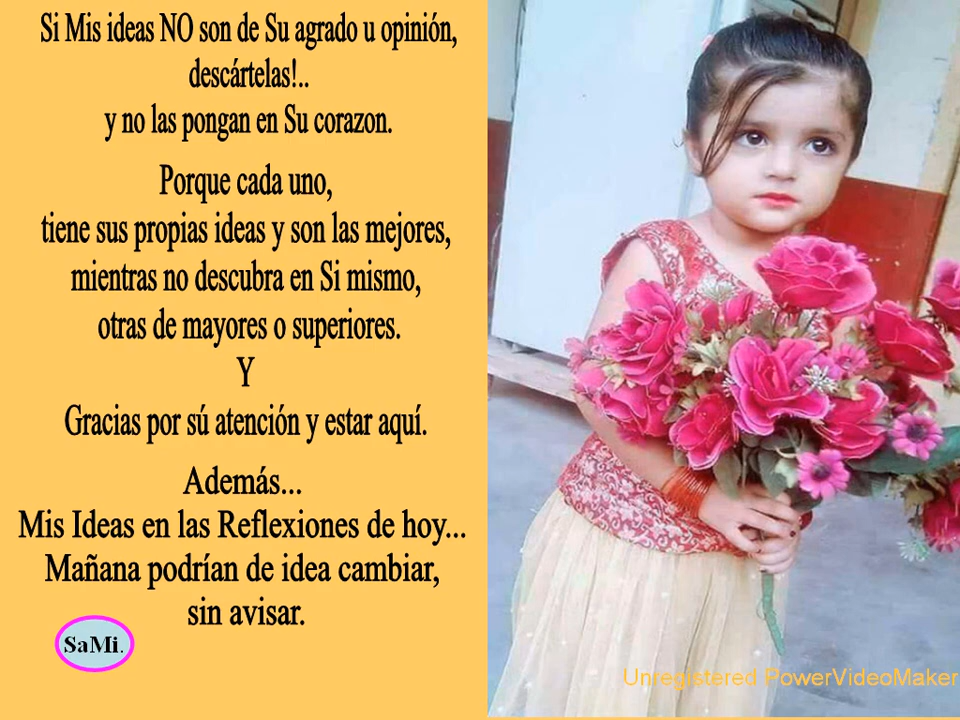 Si Mis ideas NO son de Su agrado u opinión,
descártelas!..
y no las pongan en Su corazon.
Porque cada uno,
tiene sus propias ideas y son las mejores,
mientras no descubra en Si mismo,
otras de mayores o superiores.
Y
Gracias por sú atención y estar aquí.
Además...
Mis Ideas en las Reflexiones de hoy...
Mañana podrían de idea cambiar,
sin avisar.
SaMi.
Unregistered PowerVideoMaker